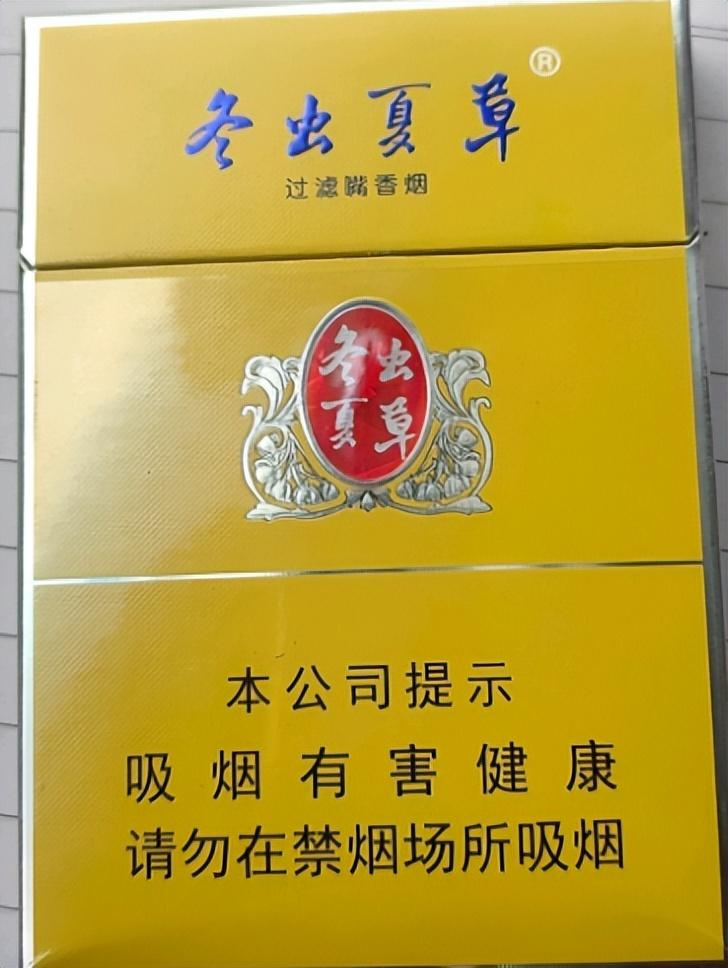 冬虫夏草®
过滤嘴香烟
冬虫
夏草
本公司提示
吸烟有害健康
请勿在禁烟场所吸烟